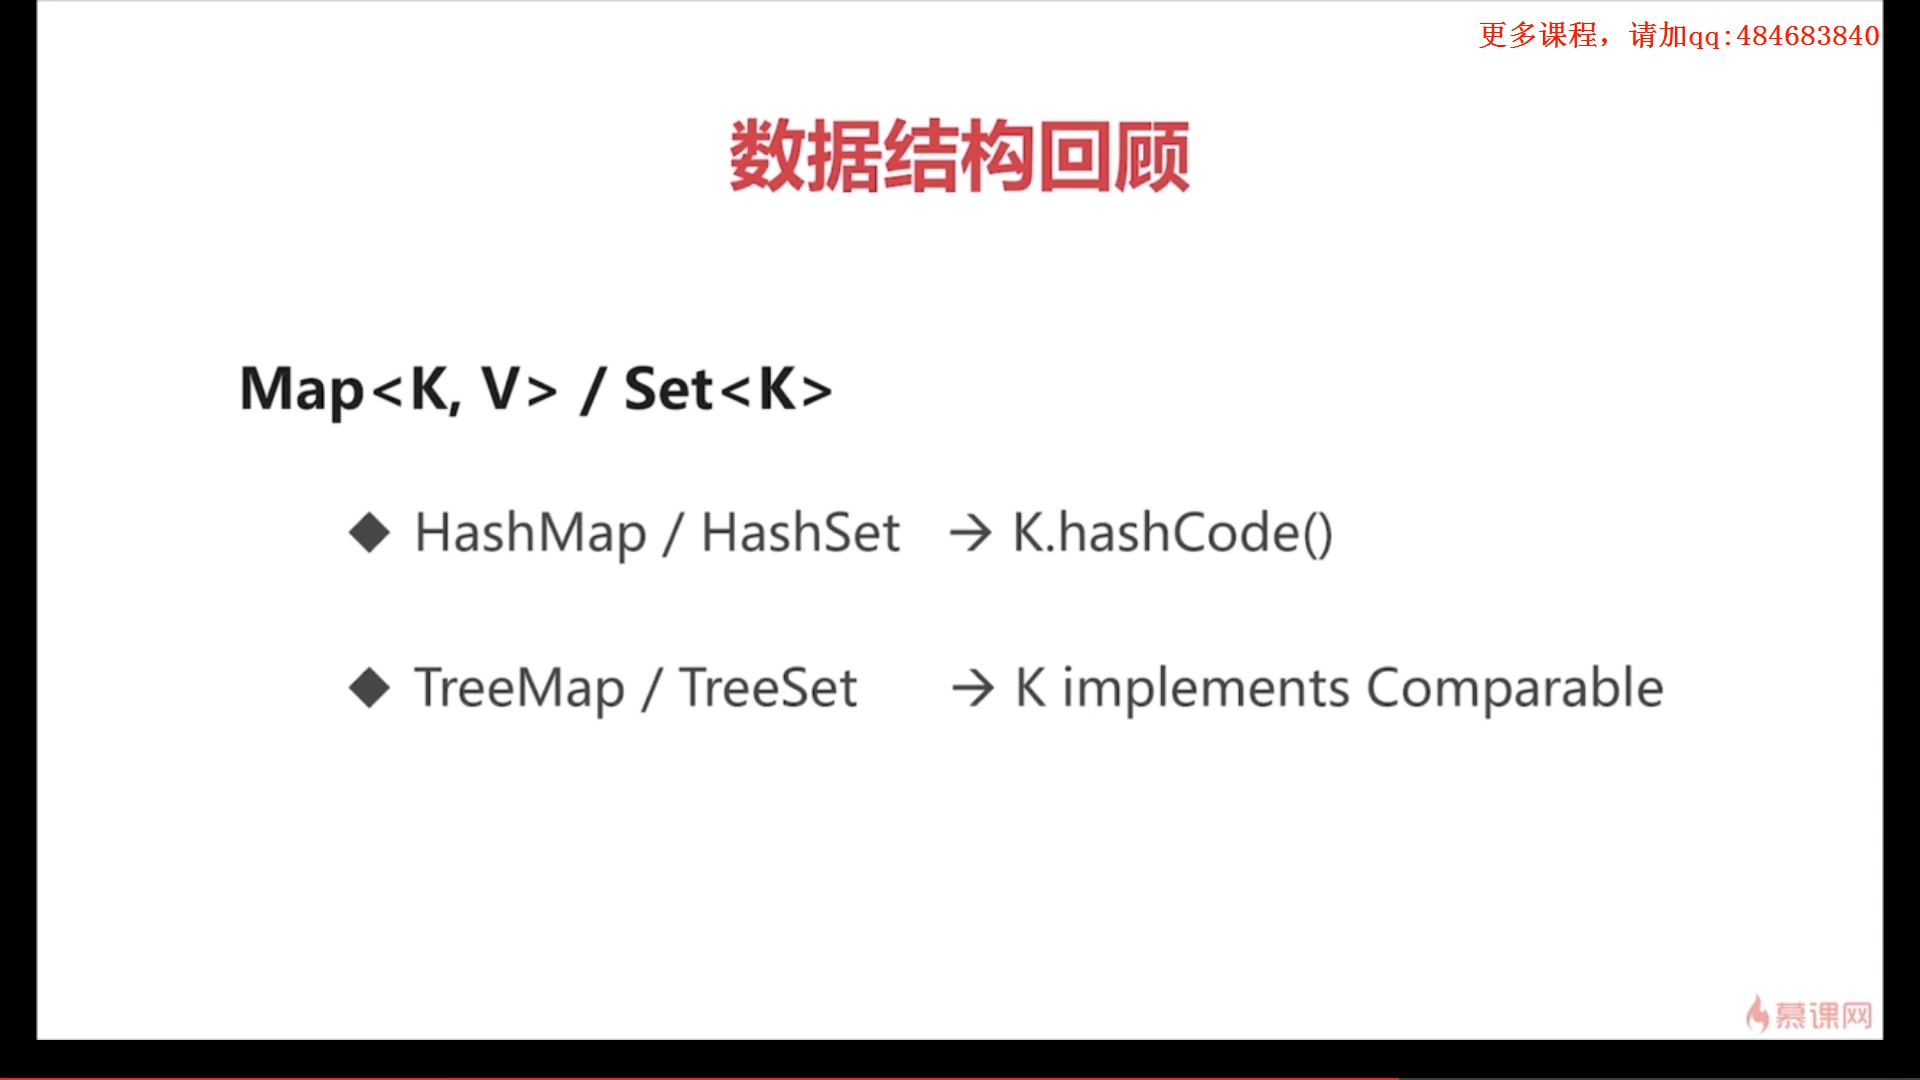 更多课程，请加qq:484683840
数据结构回顾
Map<K, V> / Set<K>
◆ HashMap / HashSet → K.hashCode()
◆ TreeMap / TreeSet → K implements Comparable
慕课网